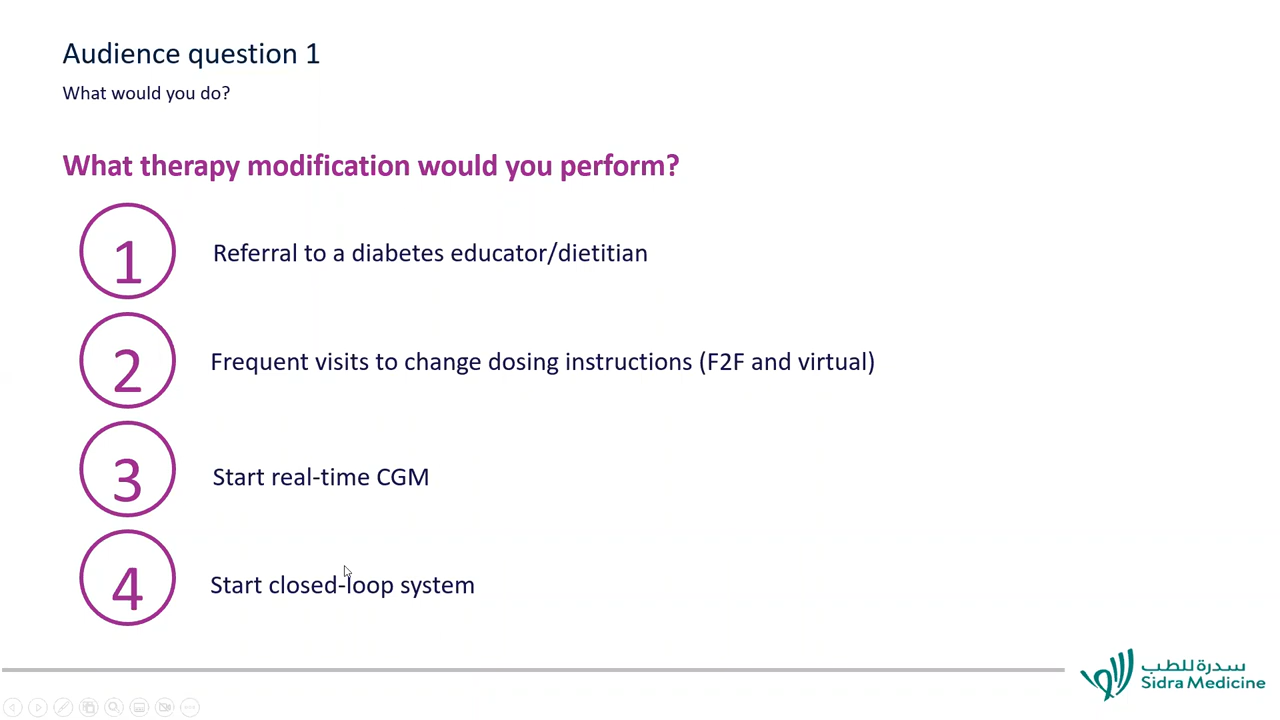 Audience question 1
What would you do?
What therapy modification would you perform?
1
Referral to a diabetes educator/dietitian
2
Frequent visits to change dosing instructions (F2F and virtual)
3
Start real-time CGM
4
Start closed-loop system
سدرة للطب
Sidra Medicine